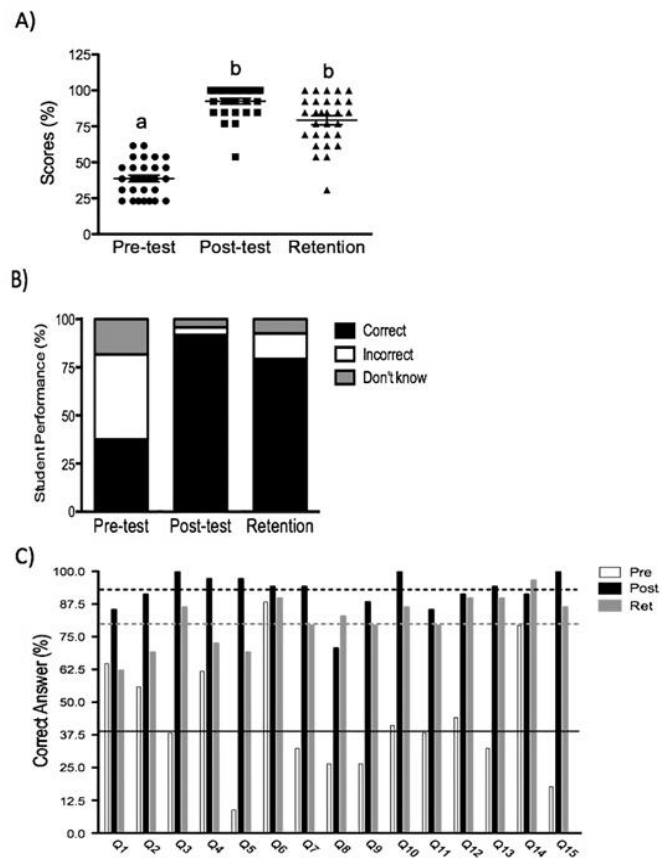 A)
125
100
75
50
25
0
Scores (%)
a
b
b
Pre-test
Post-test
Retention
B)
100
75
50
25
0
Student Performance (%)
Correct
Incorrect
Don't know
Pre-test
Post-test
Retention
C)
100.0
87.5
75.0
62.5
50.0
37.5
25.0
12.5
0.0
Correct Answer (%)
Pre
Post
Ret
Q1
Q2
Q3
Q4
Q5
Q6
Q7
Q8
Q9
Q10
Q11
Q12
Q13
Q14
Q15